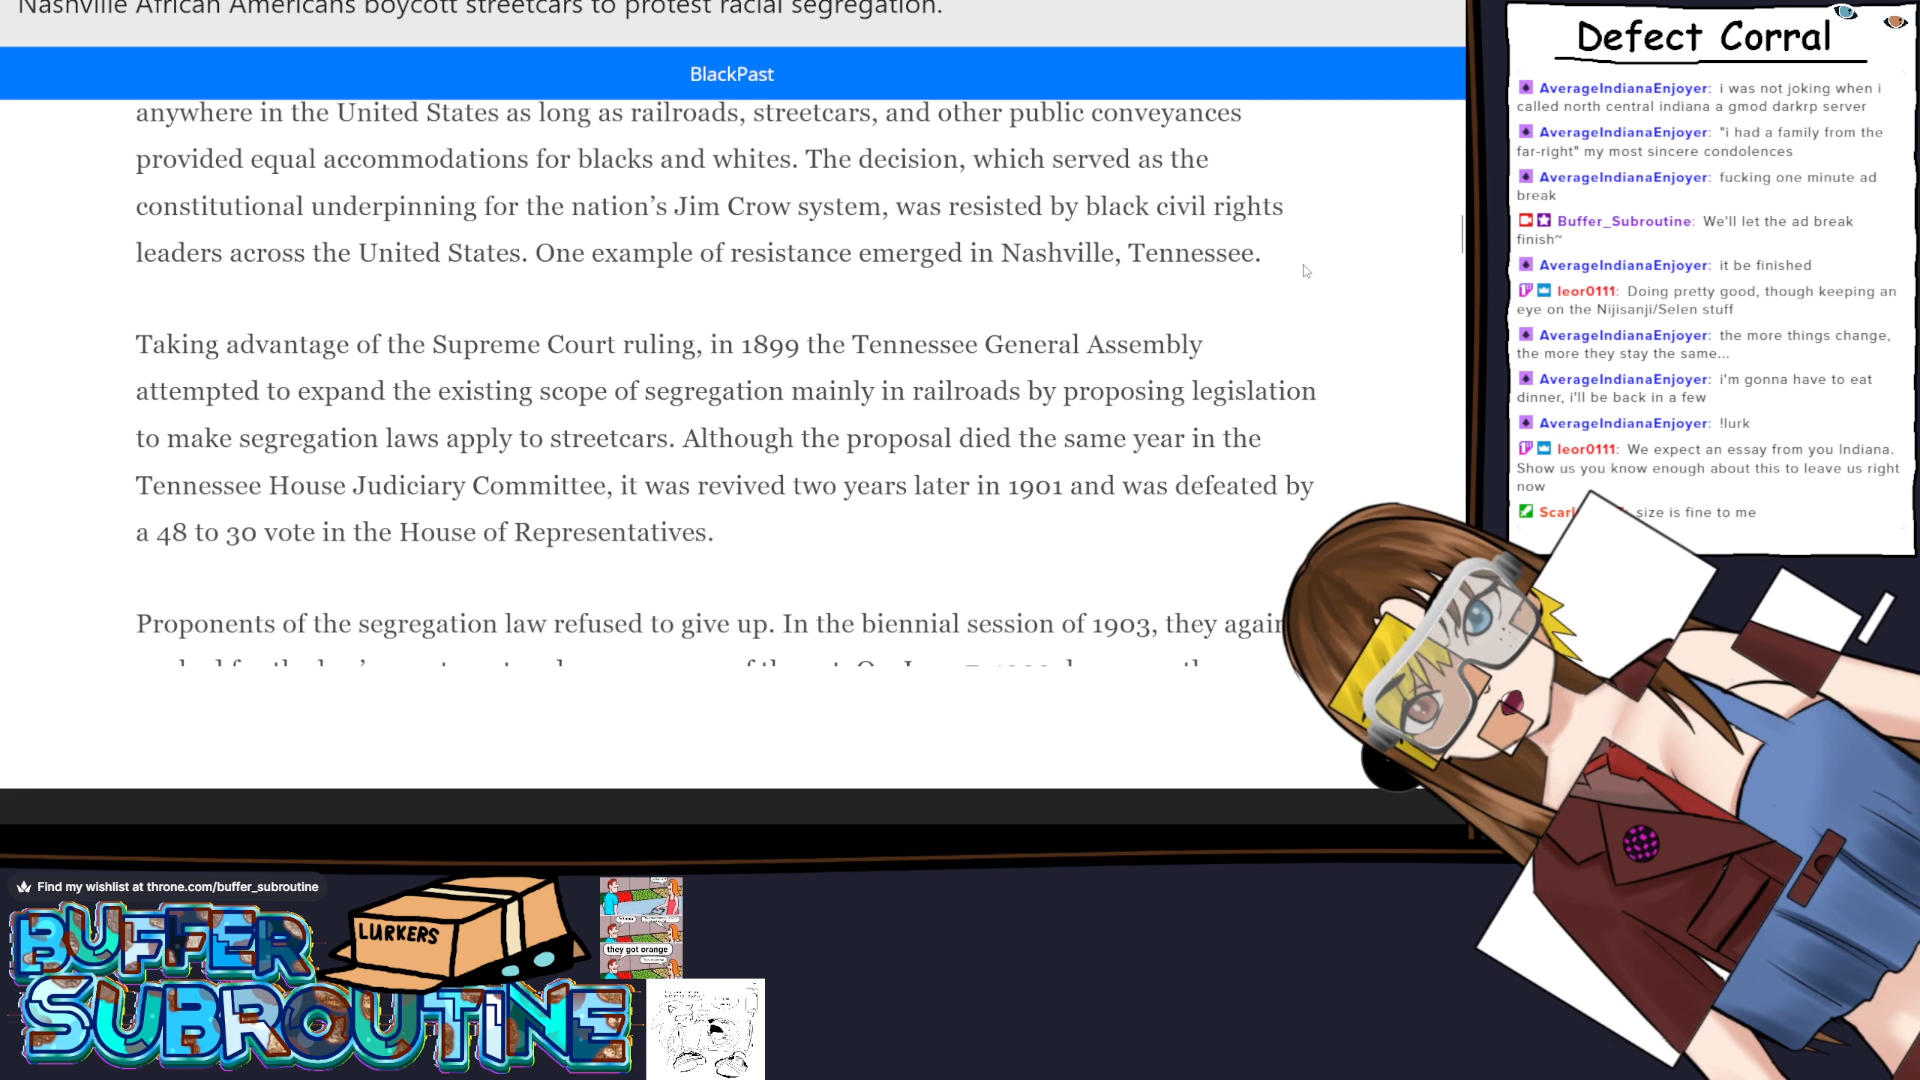 Nashville African Americans boycott streetcars to protest racial segregation.
BlackPast
anywhere in the United States as long as railroads, streetcars, and other public conveyances
provided equal accommodations for blacks and whites. The decision, which served as the
constitutional underpinning for the nation’s Jim Crow system, was resisted by black civil rights
leaders across the United States. One example of resistance emerged in Nashville, Tennessee.
Taking advantage of the Supreme Court ruling, in 1899 the Tennessee General Assembly
attempted to expand the existing scope of segregation mainly in railroads by proposing legislation
to make segregation laws apply to streetcars. Although the proposal died the same year in the
Tennessee House Judiciary Committee, it was revived two years later in 1901 and was defeated by
a 48 to 30 vote in the House of Representatives.
Proponents of the segregation law refused to give up. In the biennial session of 1903, they again
Defect Corral
AverageIndianaEnjoyer: i was not joking when i
called north central indiana a gmod darkrp server
AverageIndianaEnjoyer: "i had a family from the
far-right" my most sincere condolences
AverageIndianaEnjoyer: fucking one minute ad
break
Buffer_Subroutine: We'll let the ad break
finish~
AverageIndianaEnjoyer: it be finished
leor0111: Doing pretty good, though keeping an
eye on the Nijisanji/Selen stuff
AverageIndianaEnjoyer: the more things change,
the more they stay the same...
AverageIndianaEnjoyer: i'm gonna have to eat
dinner, i'll be back in a few
AverageIndianaEnjoyer: !lurk
leor0111: We expect an essay from you Indiana.
Show us you know enough about this to leave us right
now
size is fine to me
Find my wishlist at throne.com/buffer_subroutine
BUFFER
SUBROUTINE
LURKERS
they got orange